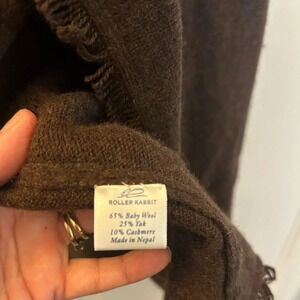 ROLLER RABBIT
65% Baby Wool
25% Yak
10% Cashmere
Made in Nepal